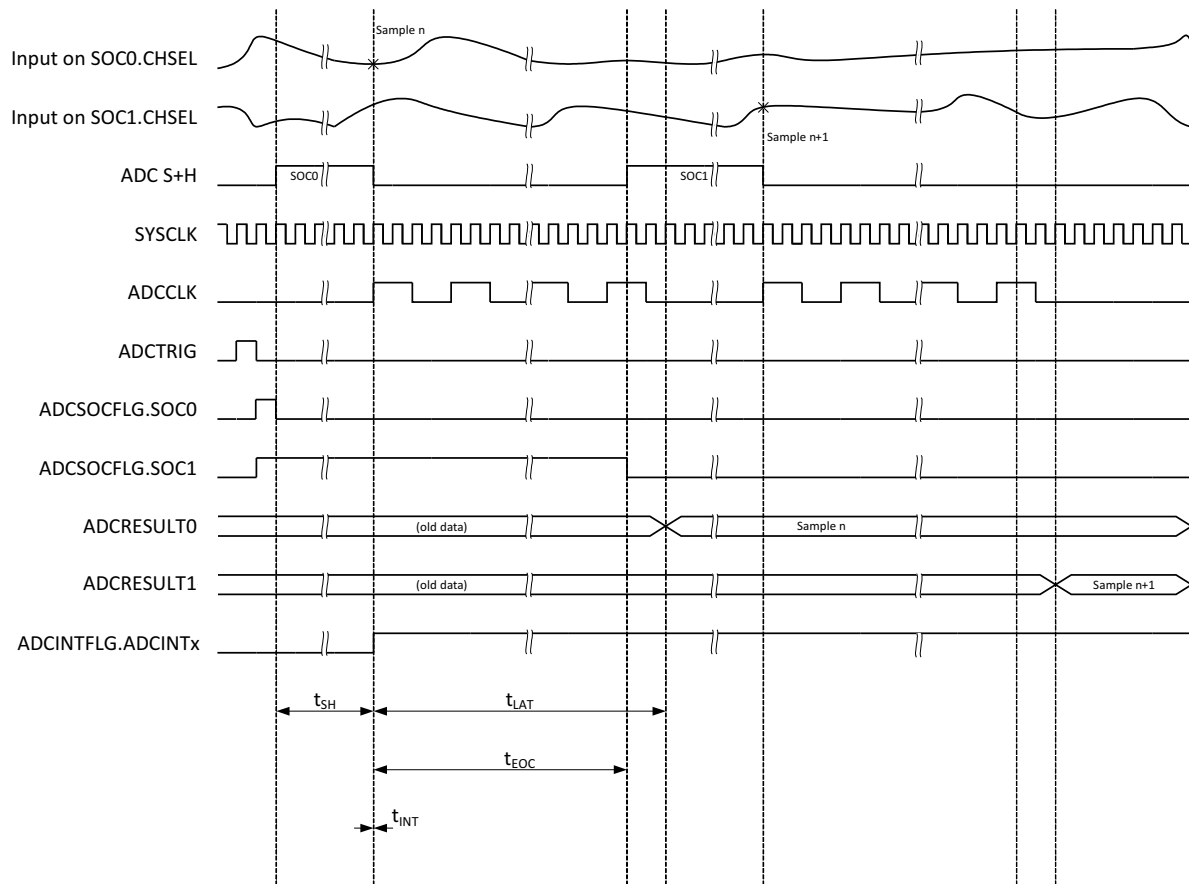 Sample n
Input on SOC0.CHSEL
Input on SOC1.CHSEL
Sample n+1
ADC S+H
SOC0
SOC1
SYSCLK
ADCCLK
ADCTRIG
ADCSOCFLG.SOC0
ADCSOCFLG.SOC1
ADCRESULT0
(old data)
Sample n
ADCRESULT1
(old data)
Sample n+1
ADCINTFLG.ADCINTx
tSH
tLAT
tEOC
tINT